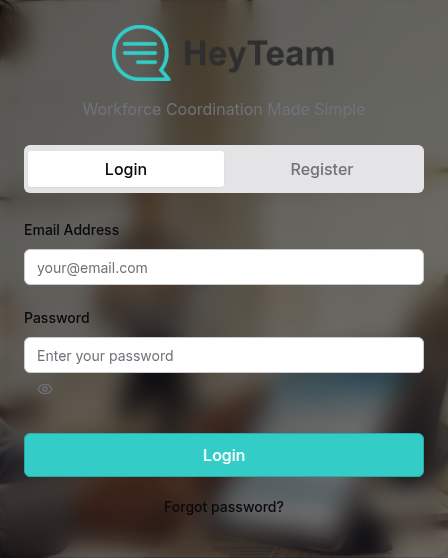 HeyTeam
Workforce Coordination Made Simple
Login Register
Email Address
your@email.com
Password
Enter your password
Login
Forgot password?